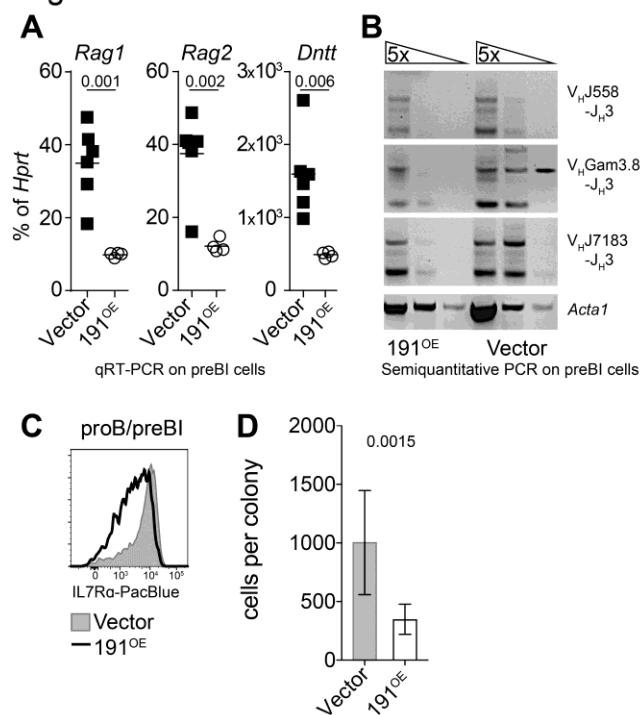 A
B
Rag1
Rag2
Dntt
0.001
0.002
0.006
60
40
20
0
60
40
20
0
3x10³
2x10³
1x10³
0
% of Hprt
Vector
191ᴼᴱ
Vector
191ᴼᴱ
Vector
191ᴼᴱ
qRT-PCR on preBI cells
5x
5x
VHJ558
-JH3
VHGam3.8
-JH3
VHJ7183
-JH3
Acta1
191ᴼᴱ
Vector
Semiquantitative PCR on preBI cells
C
proB/preBI
0
10³
10⁴
10⁵
IL7Rα-PacBlue
Vector
191ᴼᴱ
D
2000
1500
1000
500
0
0.0015
cells per colony
Vector
191ᴼᴱ